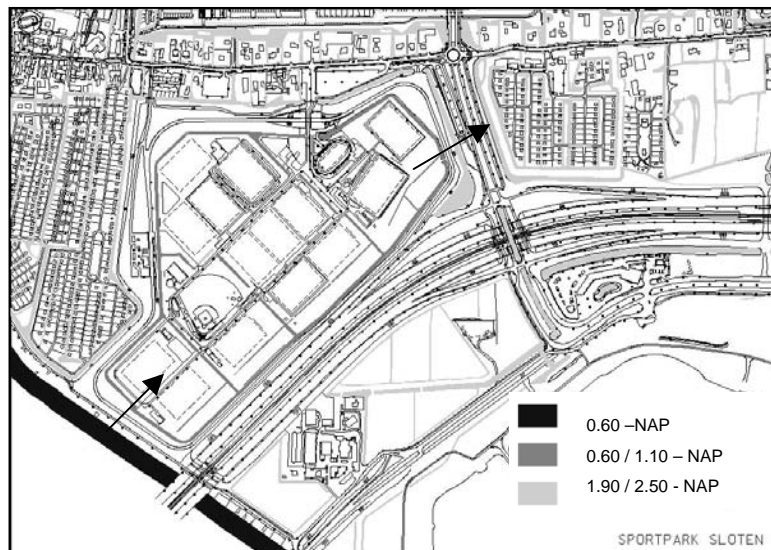 0.60 –NAP
0.60 / 1.10 – NAP
1.90 / 2.50 - NAP
SPORTPARK SLOTEN